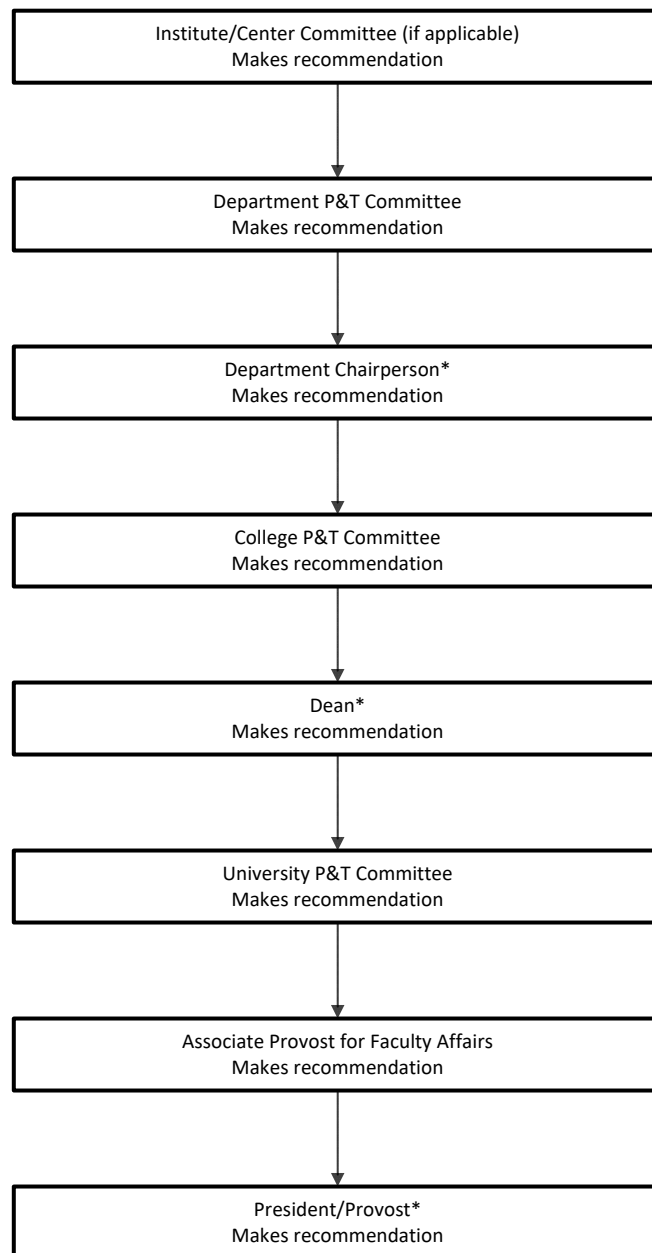 Institute/Center Committee (if applicable)
Makes recommendation
Department P&T Committee
Makes recommendation
Department Chairperson*
Makes recommendation
College P&T Committee
Makes recommendation
Dean*
Makes recommendation
University P&T Committee
Makes recommendation
Associate Provost for Faculty Affairs
Makes recommendation
President/Provost*
Makes recommendation